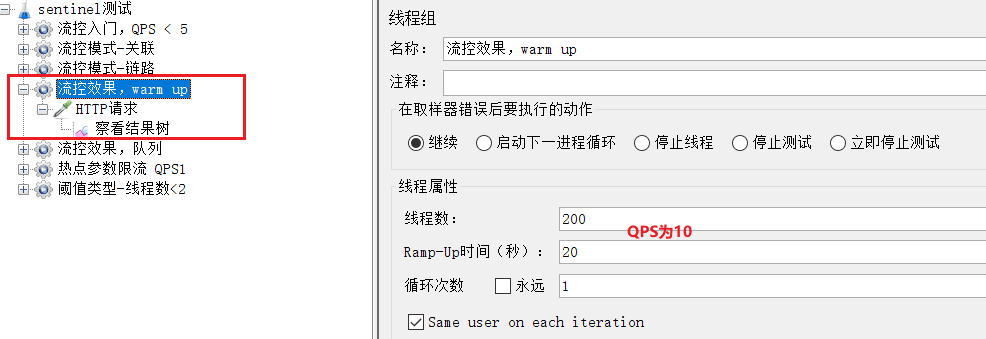 sentinel测试
流控入门，QPS < 5
流控模式-关联
流控模式-链路
流控效果，warm up
HTTP请求
察看结果树
流控效果，队列
热点参数限流 QPS1
阈值类型-线程数<2
线程组
名称： 流控效果，warm up
注释：
在取样器错误后要执行的动作
继续 启动下一进程循环 停止线程 停止测试 立即停止测试
线程属性
线程数： 200
QPS为10
Ramp-Up时间（秒）： 20
循环次数 永远 1
Same user on each iteration